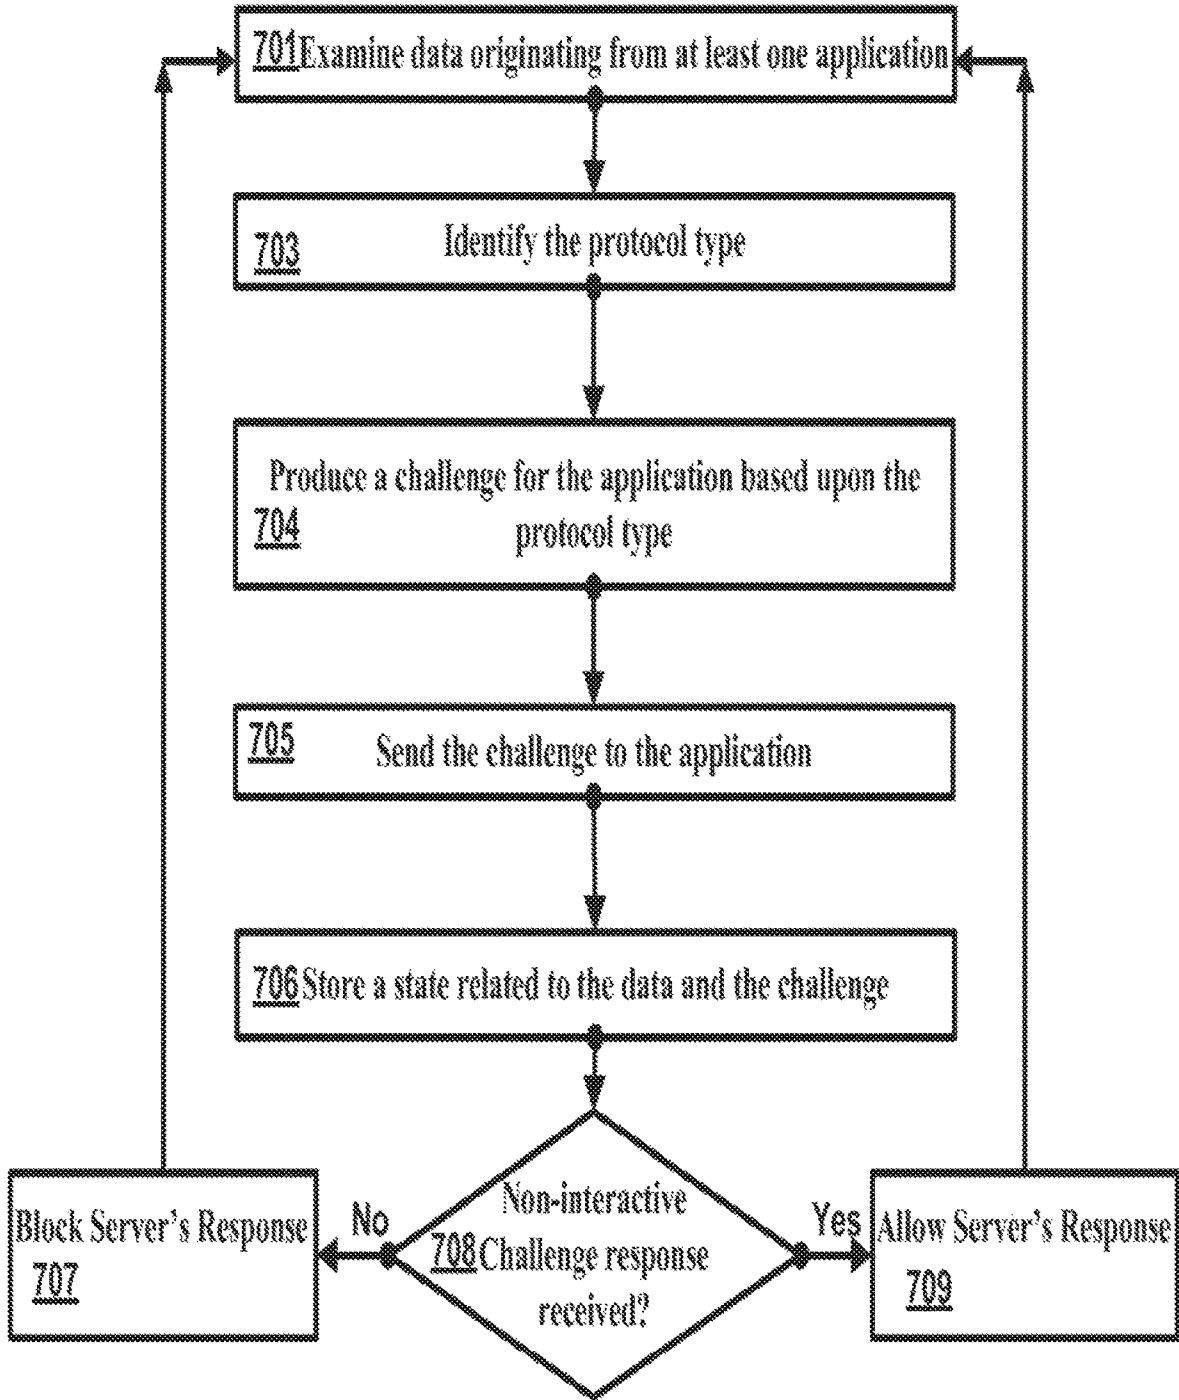 701 Examine data originating from at least one application
703 Identify the protocol type
Produce a challenge for the application based upon the
704 protocol type
705 Send the challenge to the application
706 Store a state related to the data and the challenge
Block Server's Response
707
No
Non-interactive
708 Challenge response
received?
Yes
Allow Server's Response
709